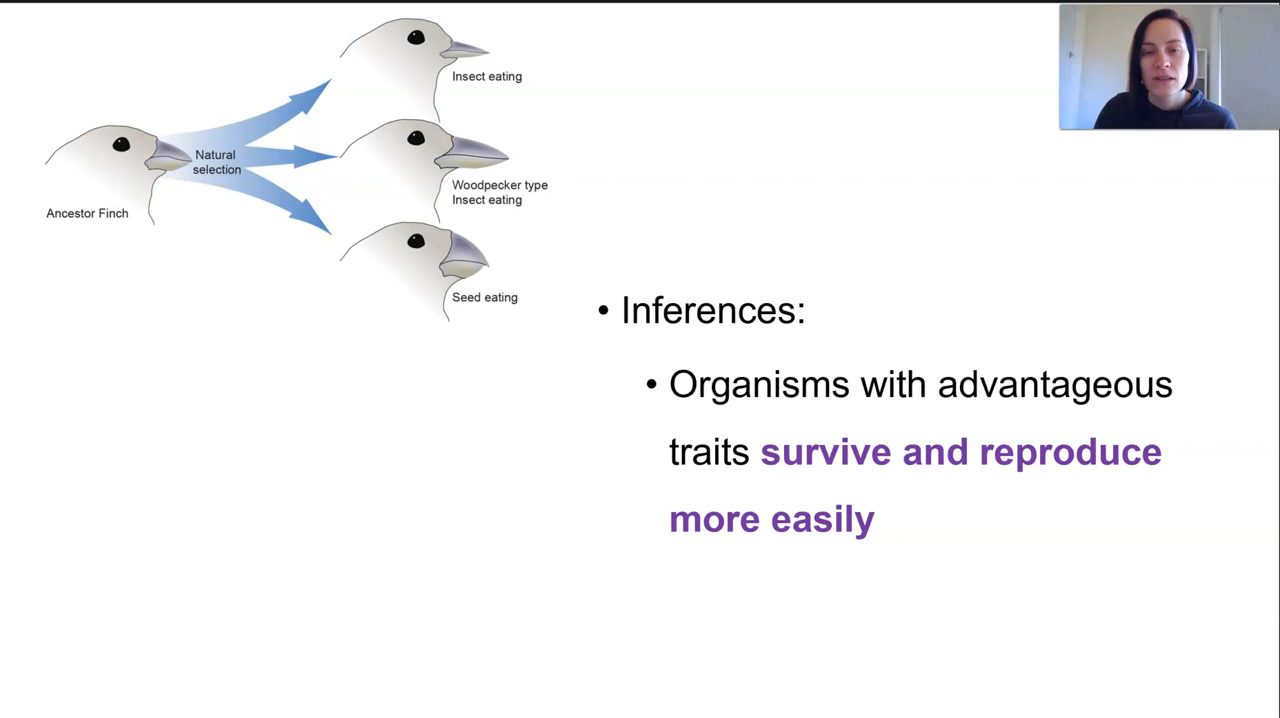 Insect eating
Natural
selection
Woodpecker type
Insect eating
Ancestor Finch
Seed eating
• Inferences:
• Organisms with advantageous
traits survive and reproduce
more easily